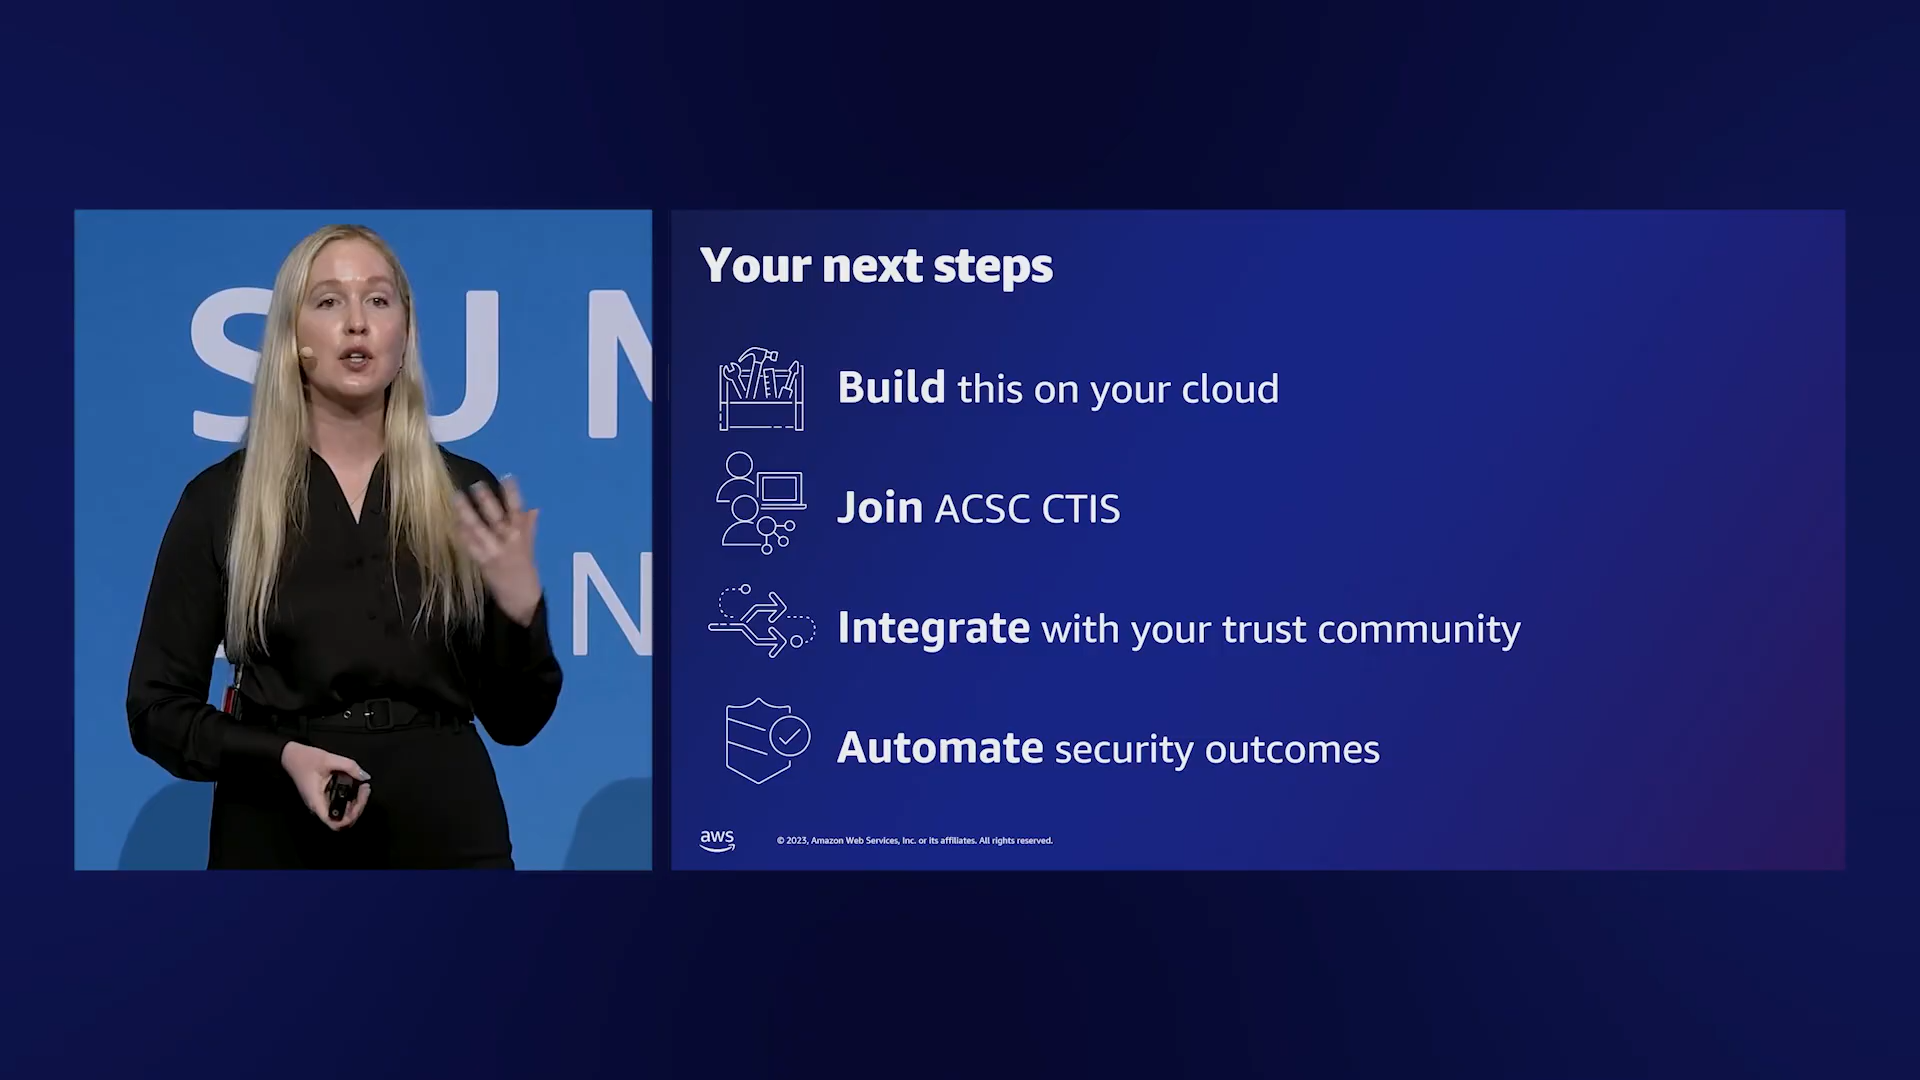 SUM
N
Your next steps
Build this on your cloud
Join ACSC CTIS
Integrate with your trust community
Automate security outcomes
aws
© 2023, Amazon Web Services, Inc. or its affiliates. All rights reserved.